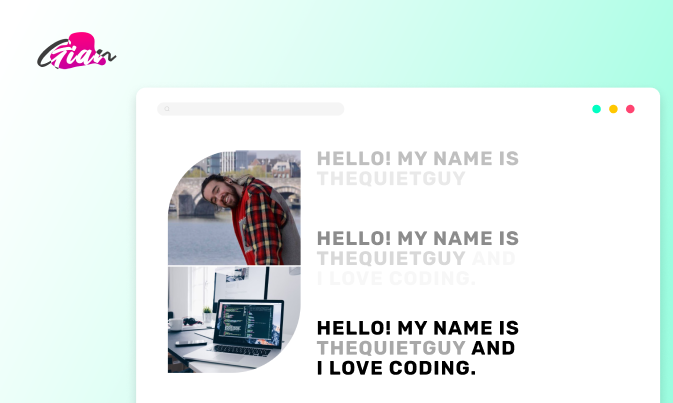 Gian
HELLO! MY NAME IS
THEQUIETGUY
HELLO! MY NAME IS
THEQUIETGUY AND
I LOVE CODING.
HELLO! MY NAME IS
THEQUIETGUY AND
I LOVE CODING.